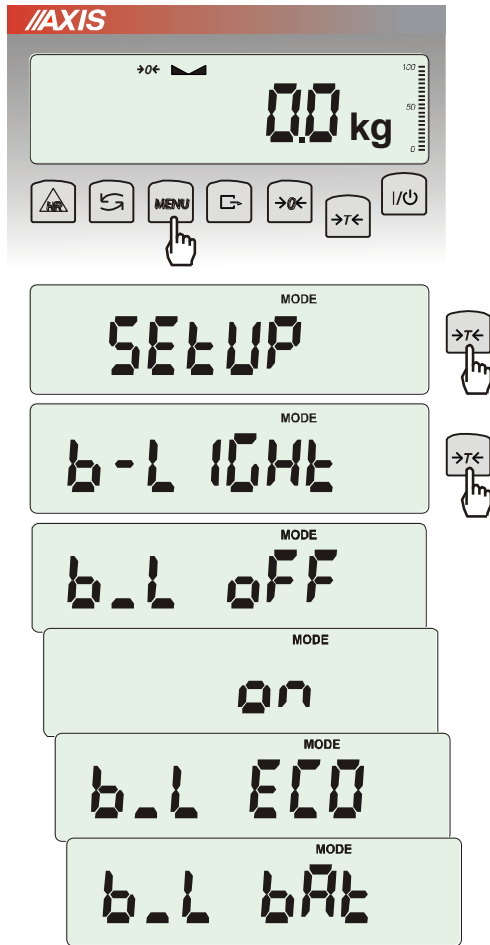 //AXIS
→0← 100
0.0 kg 50
0
HR MENU →0← →T← I/⏻
MODE
SEtUP →T←
MODE
b-LIGHt →T←
MODE
b_L oFF
MODE
on
MODE
b_L ECO
MODE
b_L bAt